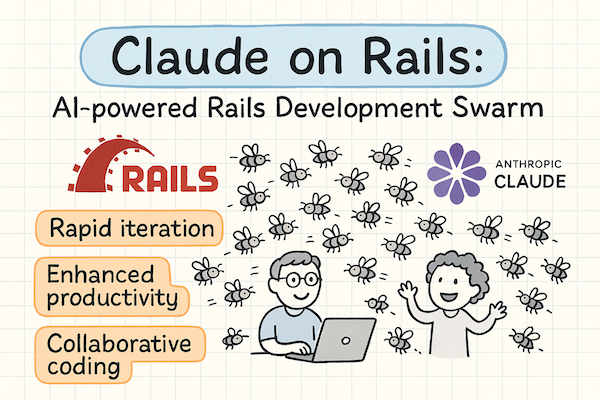 Claude on Rails:
AI-powered Rails Development Swarm
RAILS
ANTHROPIC
CLAUDE
Rapid iteration
Enhanced
productivity
Collaborative
coding